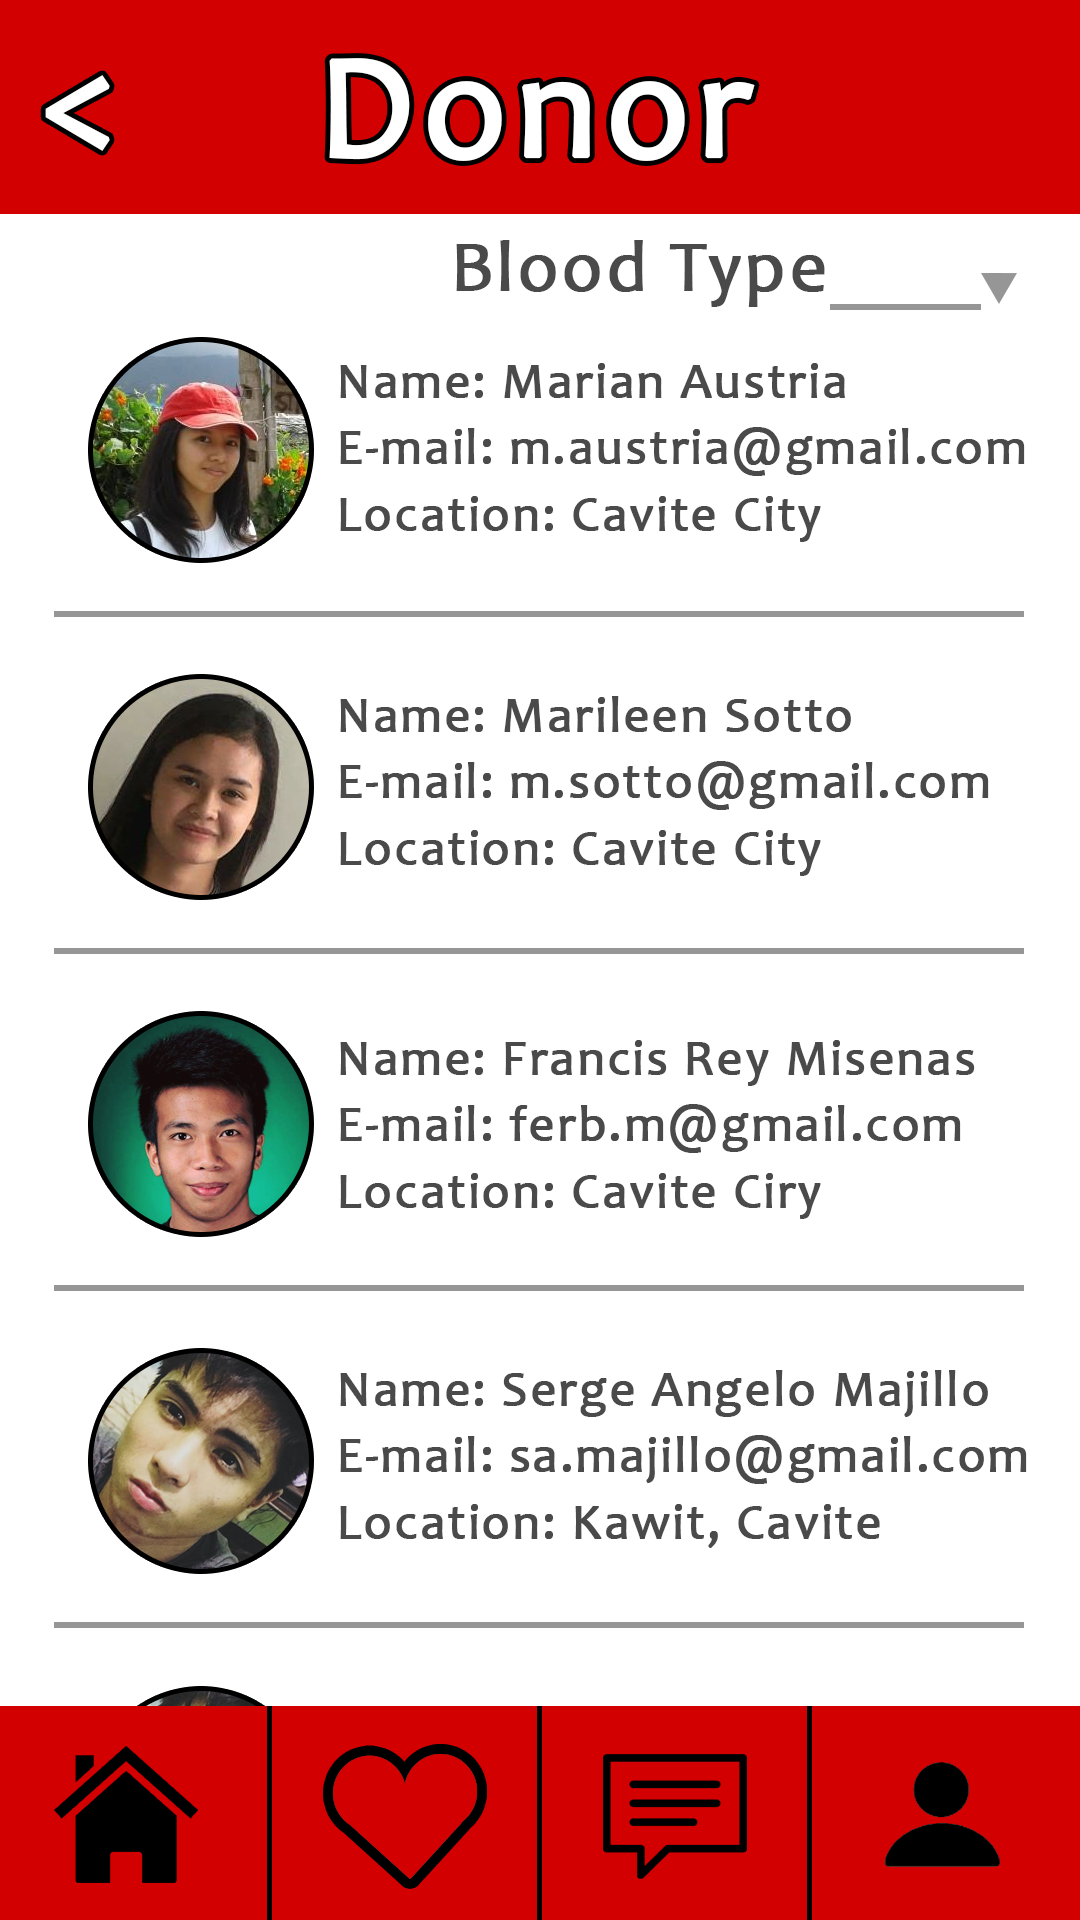 < Donor
Blood Type
Name: Marian Austria
E-mail: m.austria@gmail.com
Location: Cavite City
Name: Marileen Sotto
E-mail: m.sotto@gmail.com
Location: Cavite City
Name: Francis Rey Misenas
E-mail: ferb.m@gmail.com
Location: Cavite Ciry
Name: Serge Angelo Majillo
E-mail: sa.majillo@gmail.com
Location: Kawit, Cavite